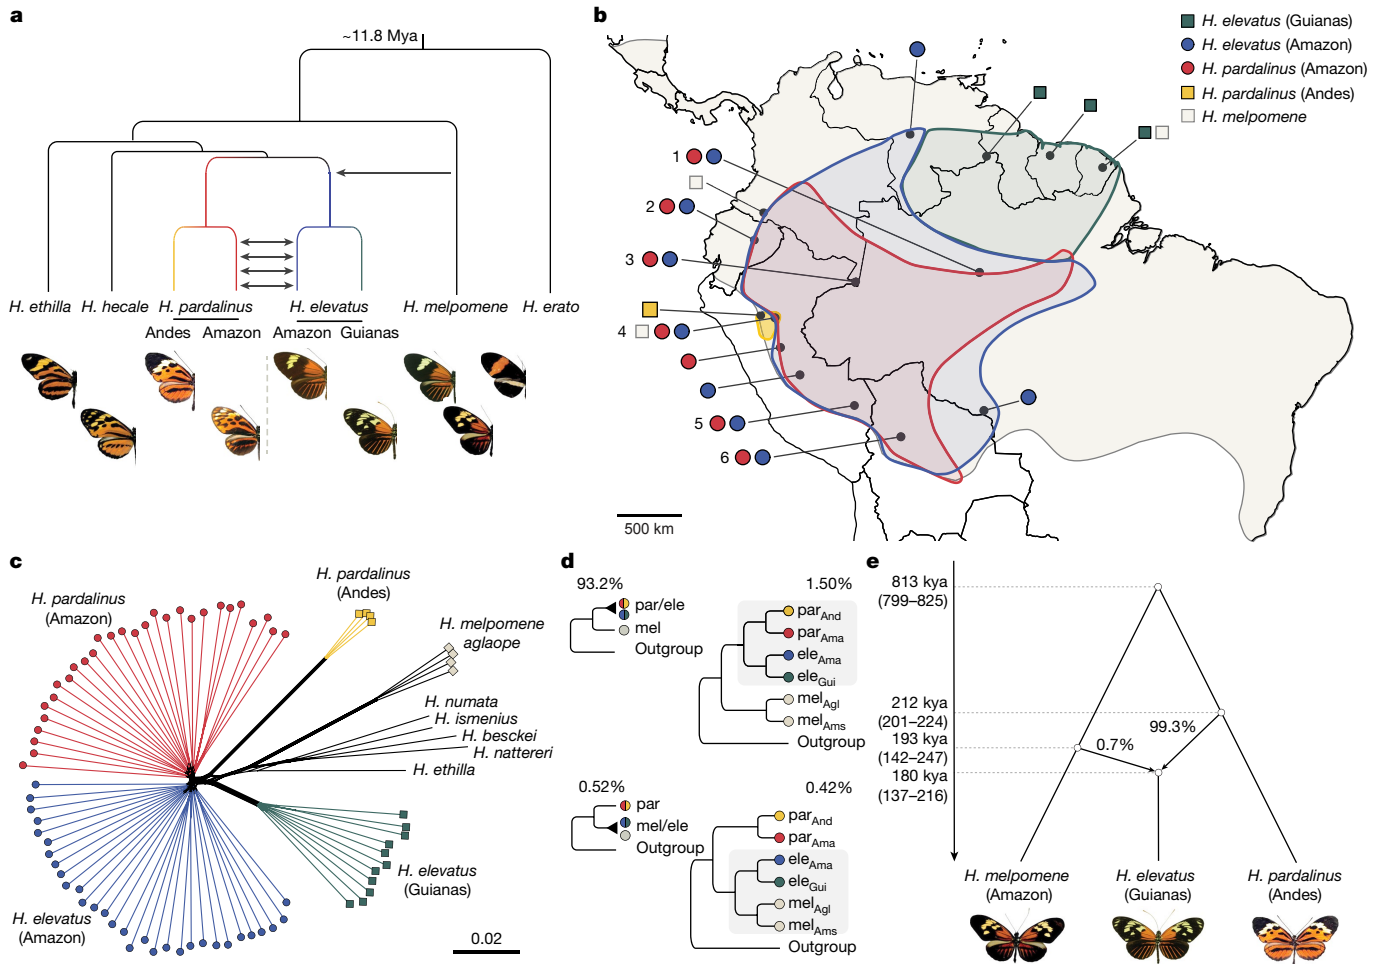 a
~11.8 Mya
H. ethilla
H. hecale
H. pardalinus
H. elevatus
H. melpomene
H. erato
Andes
Amazon
Amazon
Guianas
b
H. elevatus (Guianas)
H. elevatus (Amazon)
H. pardalinus (Amazon)
H. pardalinus (Andes)
H. melpomene
1
2
3
4
5
6
500 km
c
H. pardalinus
(Amazon)
H. pardalinus
(Andes)
H. melpomene
aglaope
H. numata
H. ismenius
H. besckei
H. nattereri
H. ethilla
H. elevatus
(Guianas)
H. elevatus
(Amazon)
0.02
d
93.2%
par/ele
mel
Outgroup
1.50%
parAnd
parAma
eleAma
eleGui
melAgl
melAms
Outgroup
0.52%
par
mel/ele
Outgroup
0.42%
parAnd
parAma
eleAma
eleGui
melAgl
melAms
Outgroup
e
813 kya
(799–825)
212 kya
(201–224)
193 kya
(142–247)
180 kya
(137–216)
99.3%
0.7%
H. melpomene
(Amazon)
H. elevatus
(Guianas)
H. pardalinus
(Andes)